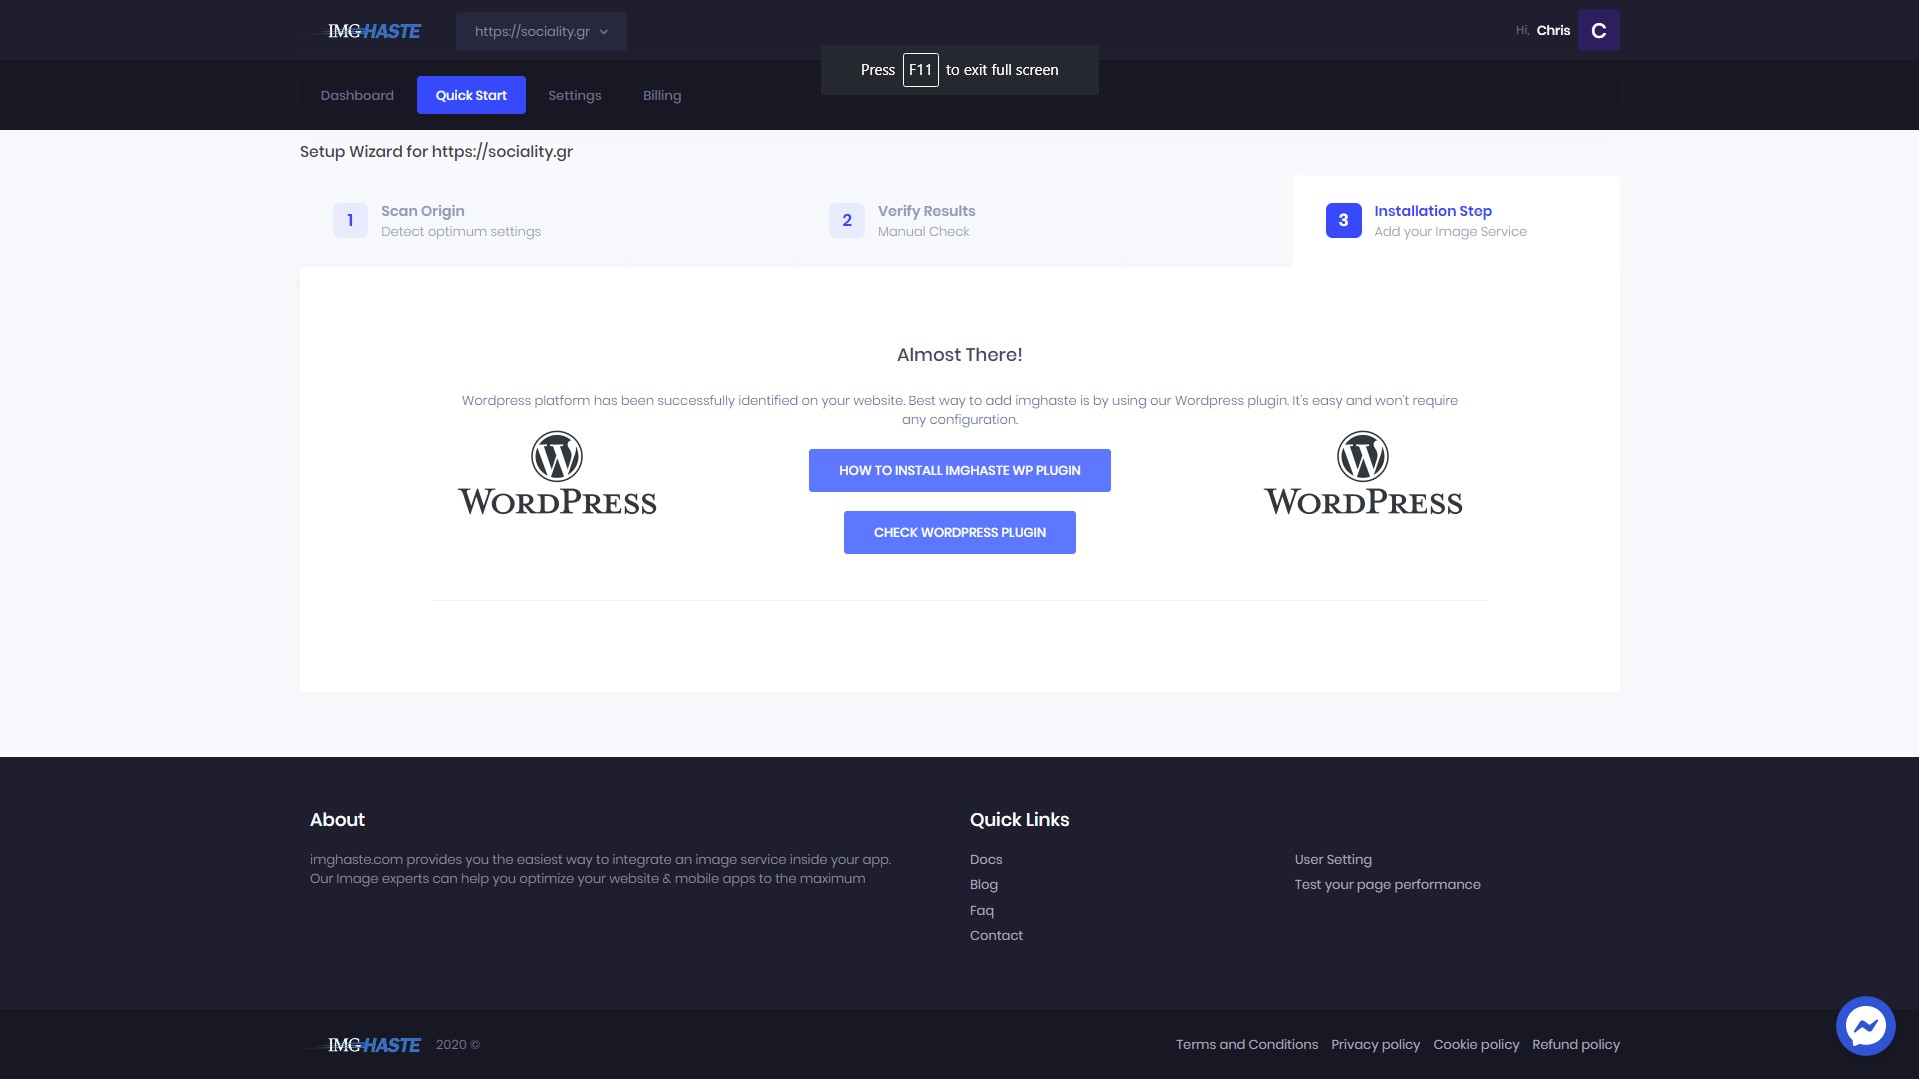 IMGHASTE
https://sociality.gr
Hi, Chris
C
Press F11 to exit full screen
Dashboard
Quick Start
Settings
Billing
Setup Wizard for https://sociality.gr
1
Scan Origin
Detect optimum settings
2
Verify Results
Manual Check
3
Installation Step
Add your Image Service
Almost There!
Wordpress platform has been successfully identified on your website. Best way to add imghaste is by using our Wordpress plugin. It's easy and won't require
any configuration.
WORDPRESS
HOW TO INSTALL IMGHASTE WP PLUGIN
CHECK WORDPRESS PLUGIN
WORDPRESS
About
imghaste.com provides you the easiest way to integrate an image service inside your app.
Our Image experts can help you optimize your website & mobile apps to the maximum
Quick Links
Docs
Blog
Faq
Contact
User Setting
Test your page performance
IMGHASTE
2020 ©
Terms and Conditions
Privacy policy
Cookie policy
Refund policy